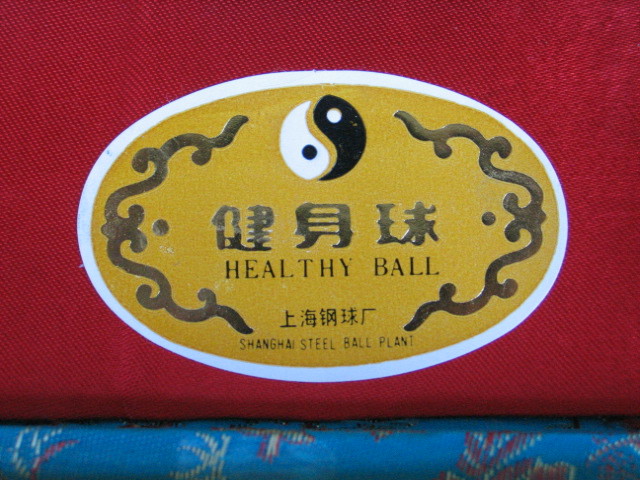 健身球
HEALTHY BALL
上海钢球厂
SHANGHAI STEEL BALL PLANT